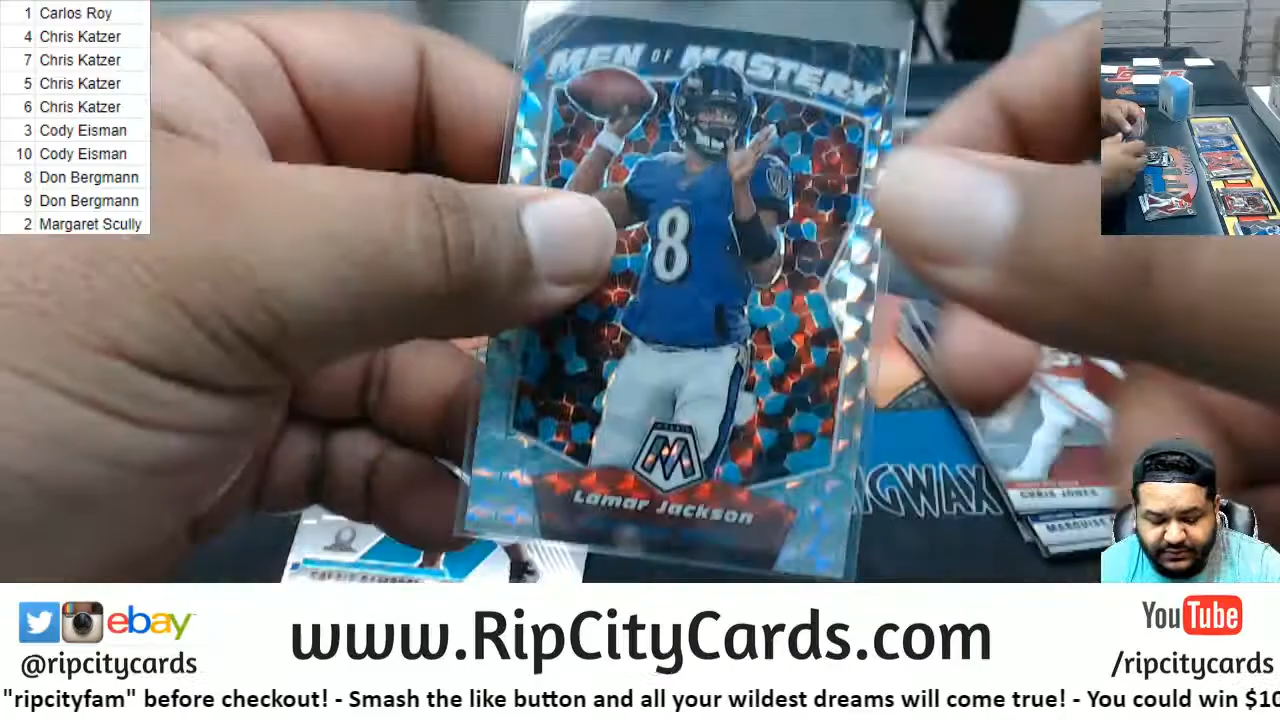 1 Carlos Roy
4 Chris Katzer
7 Chris Katzer
5 Chris Katzer
6 Chris Katzer
3 Cody Eisman
10 Cody Eisman
8 Don Bergmann
9 Don Bergmann
2 Margaret Scully
MEN OF MASTERY
8
M
Lamar Jackson
GWAX
CHRIS JONES
MARQUISE
ebay
@ripcitycards
www.RipCityCards.com
YouTube
/ripcitycards
"ripcityfam" before checkout! - Smash the like button and all your wildest dreams will come true! - You could win $10